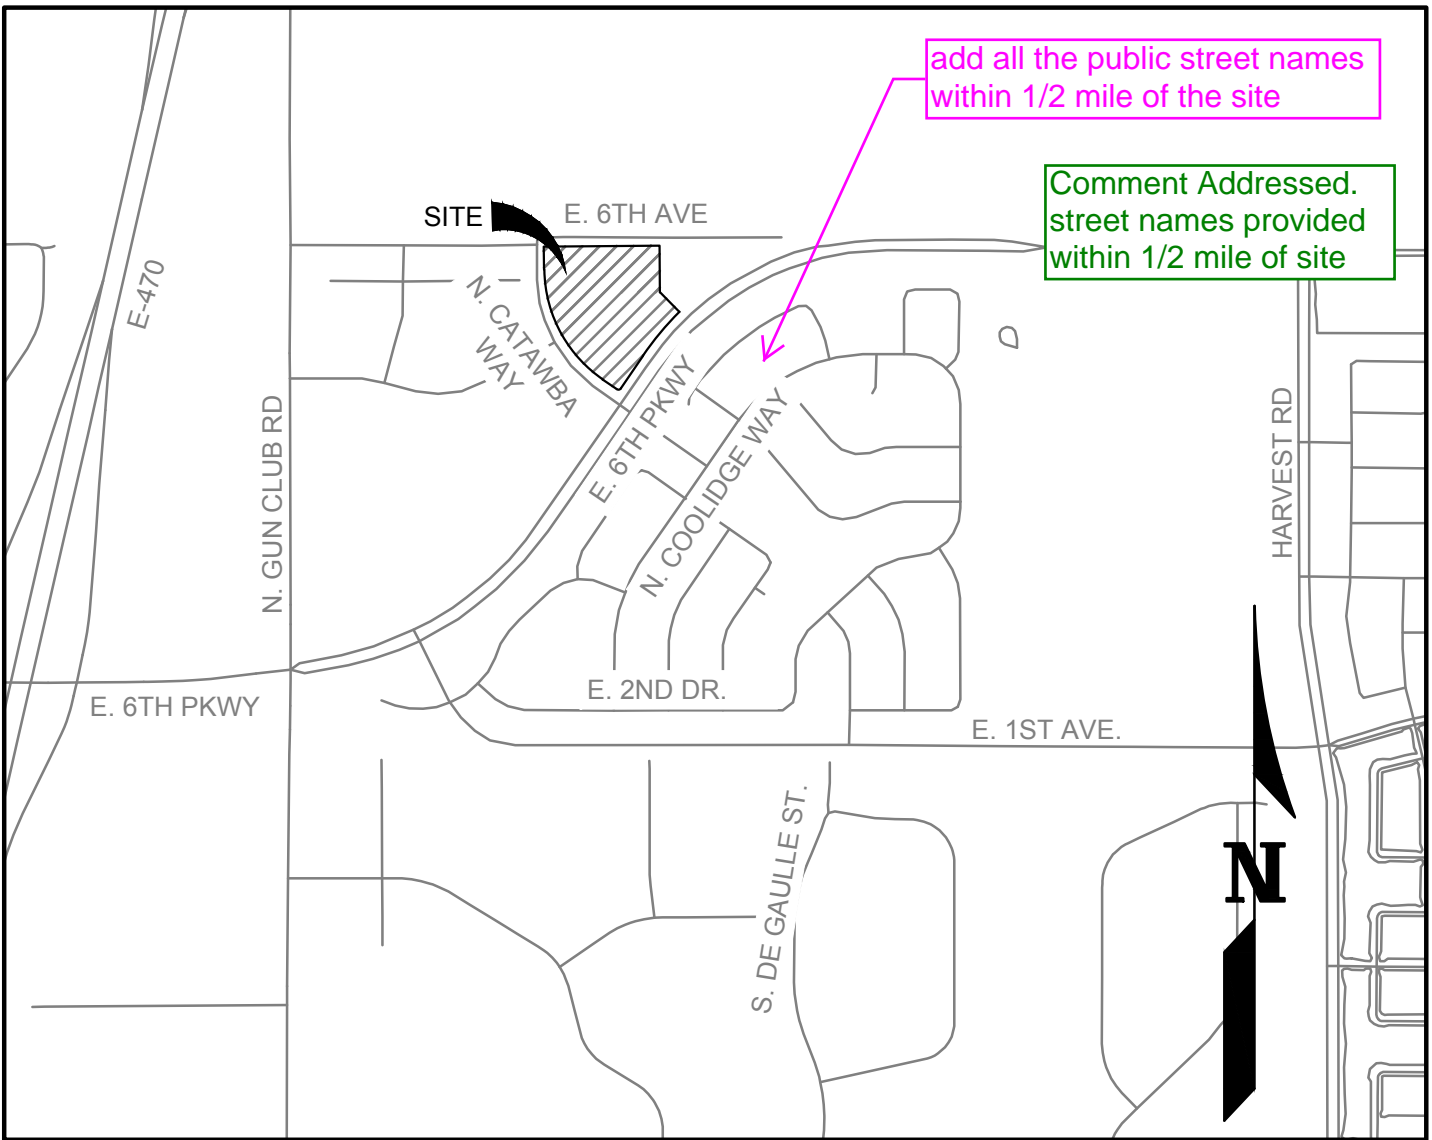 add all the public street names
within 1/2 mile of the site
Comment Addressed.
street names provided
within 1/2 mile of site
SITE
E. 6TH AVE
E-470
N. CATAWBA
WAY
N. GUN CLUB RD
E. 6TH PKWY
N. COOLIDGE WAY
HARVEST RD
E. 2ND DR.
E. 6TH PKWY
E. 1ST AVE.
S. DE GAULLE ST.
N